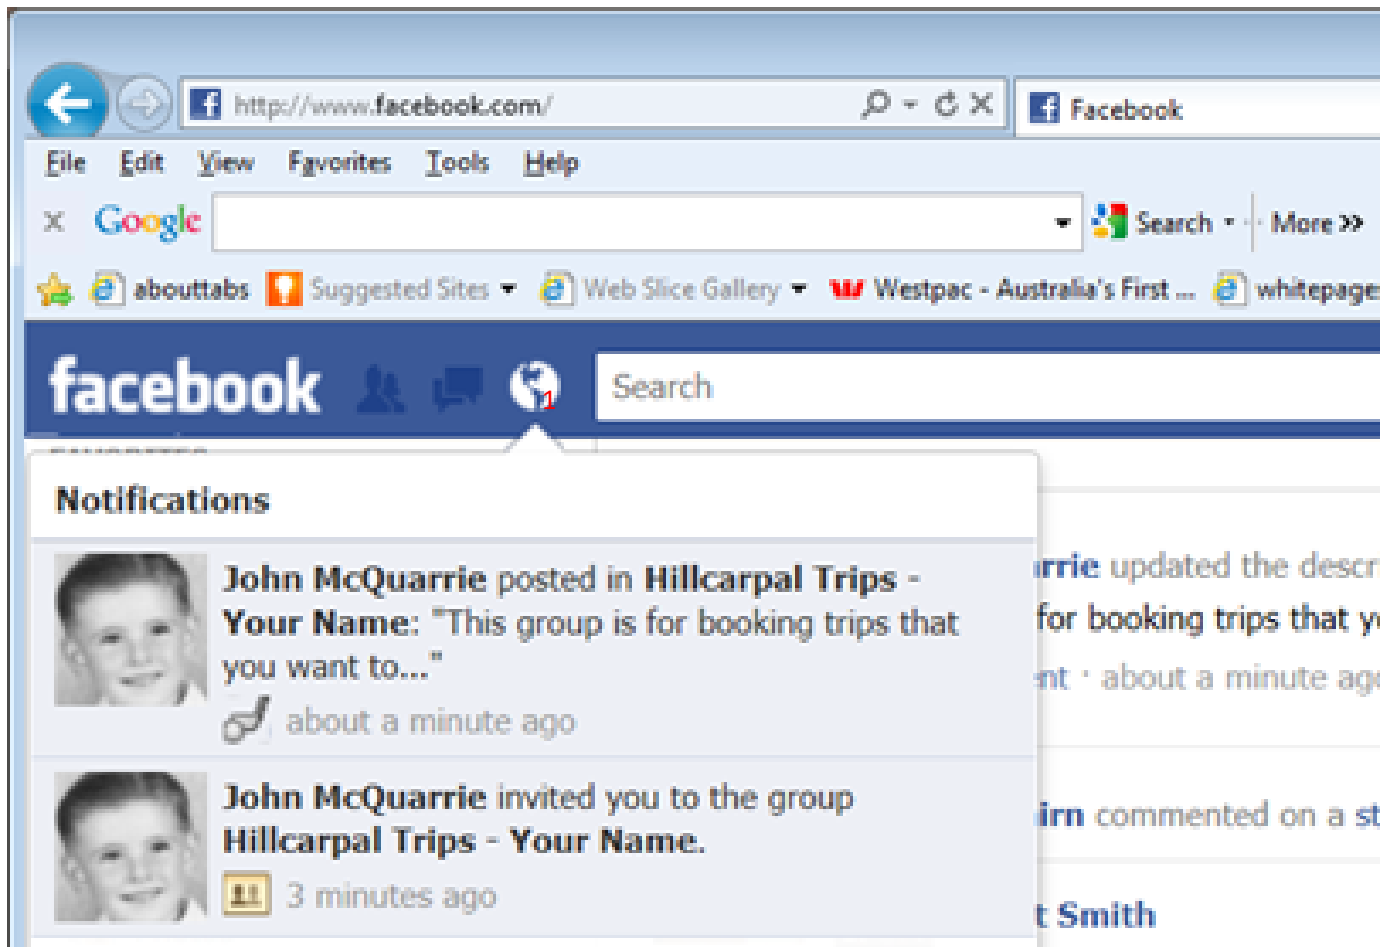 http://www.facebook.com/
Facebook
File Edit View Favorites Tools Help
x Google Search More »
abouttabs Suggested Sites Web Slice Gallery Westpac - Australia's First ... whitepages
facebook 1 Search
Notifications
John McQuarrie posted in Hillcarpal Trips -
Your Name: "This group is for booking trips that
you want to..."
about a minute ago
John McQuarrie invited you to the group
Hillcarpal Trips - Your Name.
3 minutes ago
rrie updated the descr
for booking trips that y
nt · about a minute ago
irn commented on a st
t Smith